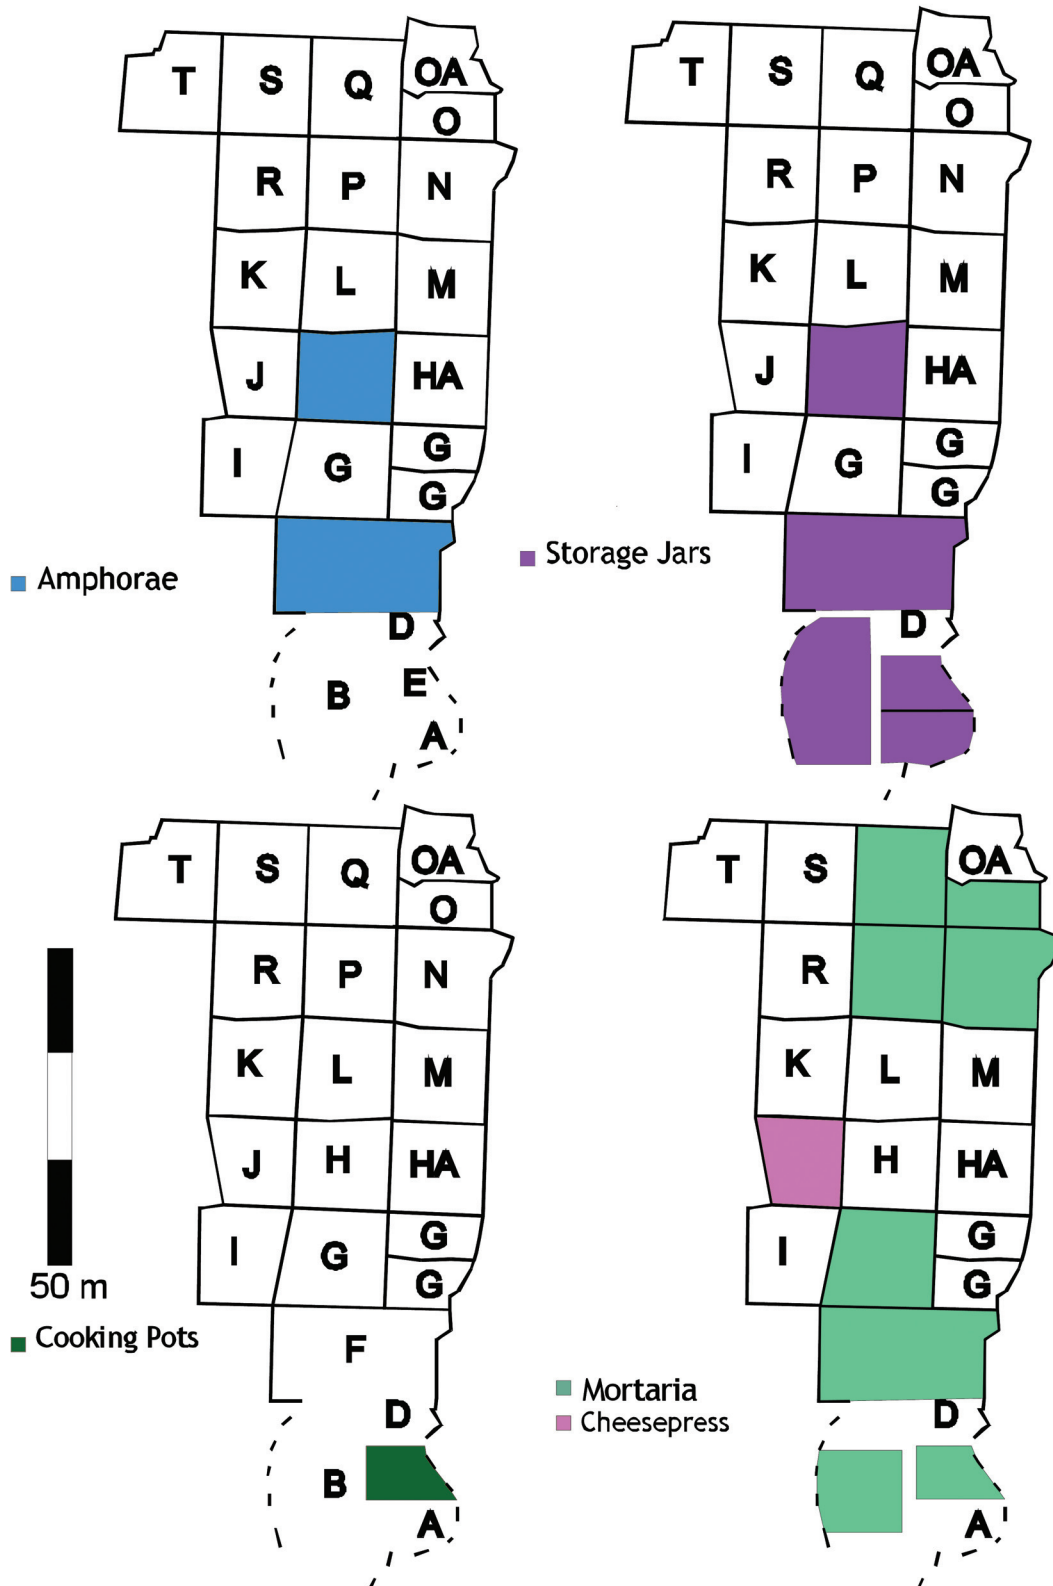 T S Q OA
O
R P N
K L M
J HA
I G G
G
Amphorae
D
B E
A
T S Q OA
O
R P N
K L M
J HA
I G G
G
Storage Jars
D
T S Q OA
O
R P N
K L M
J H HA
I G G
G
50 m
Cooking Pots
F
D
B
A
T S OA
R
K L M
H HA
I G
G
Mortaria
Cheesepress
D
A